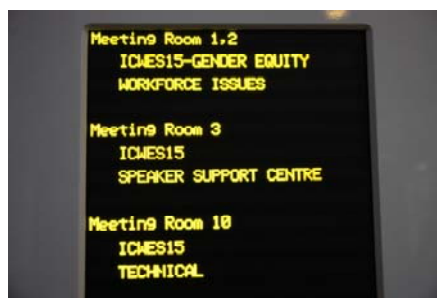 Meeting Room 1,2
ICWES15-GENDER EQUITY
WORKFORCE ISSUES
Meeting Room 3
ICWES15
SPEAKER SUPPORT CENTRE
Meeting Room 10
ICWES15
TECHNICAL